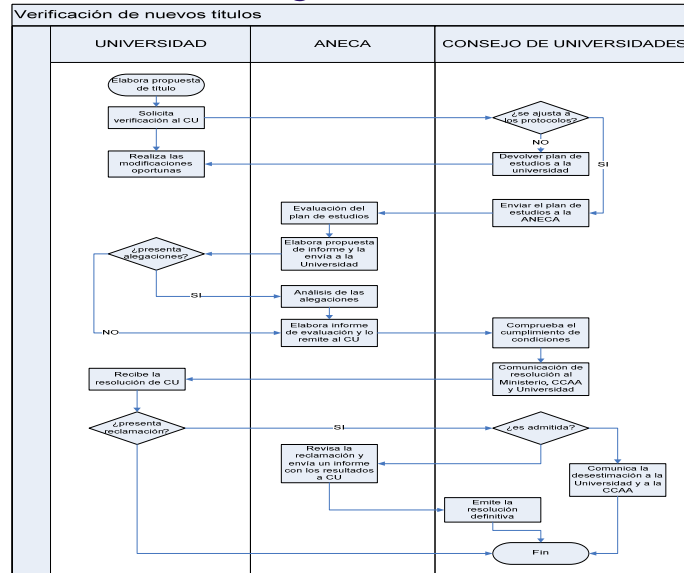 Verificación de nuevos títulos
UNIVERSIDAD
ANECA
CONSEJO DE UNIVERSIDADES
Elabora propuesta
de título
Solicita
verificación al CU
¿se ajusta a
los protocolos?
NO
SI
Realiza las
modificaciones
oportunas
Devolver plan de
estudios a la
universidad
Evaluación del
plan de estudios
Enviar el plan de
estudios a la
ANECA
¿presenta
alegaciones?
Elabora propuesta
de informe y la
envía a la
Universidad
SI
Análisis de las
alegaciones
NO
Elabora informe
de evaluación y lo
remite al CU
Comprueba el
cumplimiento de
condiciones
Recibe la
resolución de CU
Comunicación de
resolución al
Ministerio, CCAA
y Universidad
¿presenta
reclamación?
SI
¿es admitida?
Revisa la
reclamación y
envía un informe
con los resultados
a CU
Comunica la
desestimación a la
Universidad y a la
CCAA
Emite la
resolución
definitiva
Fin